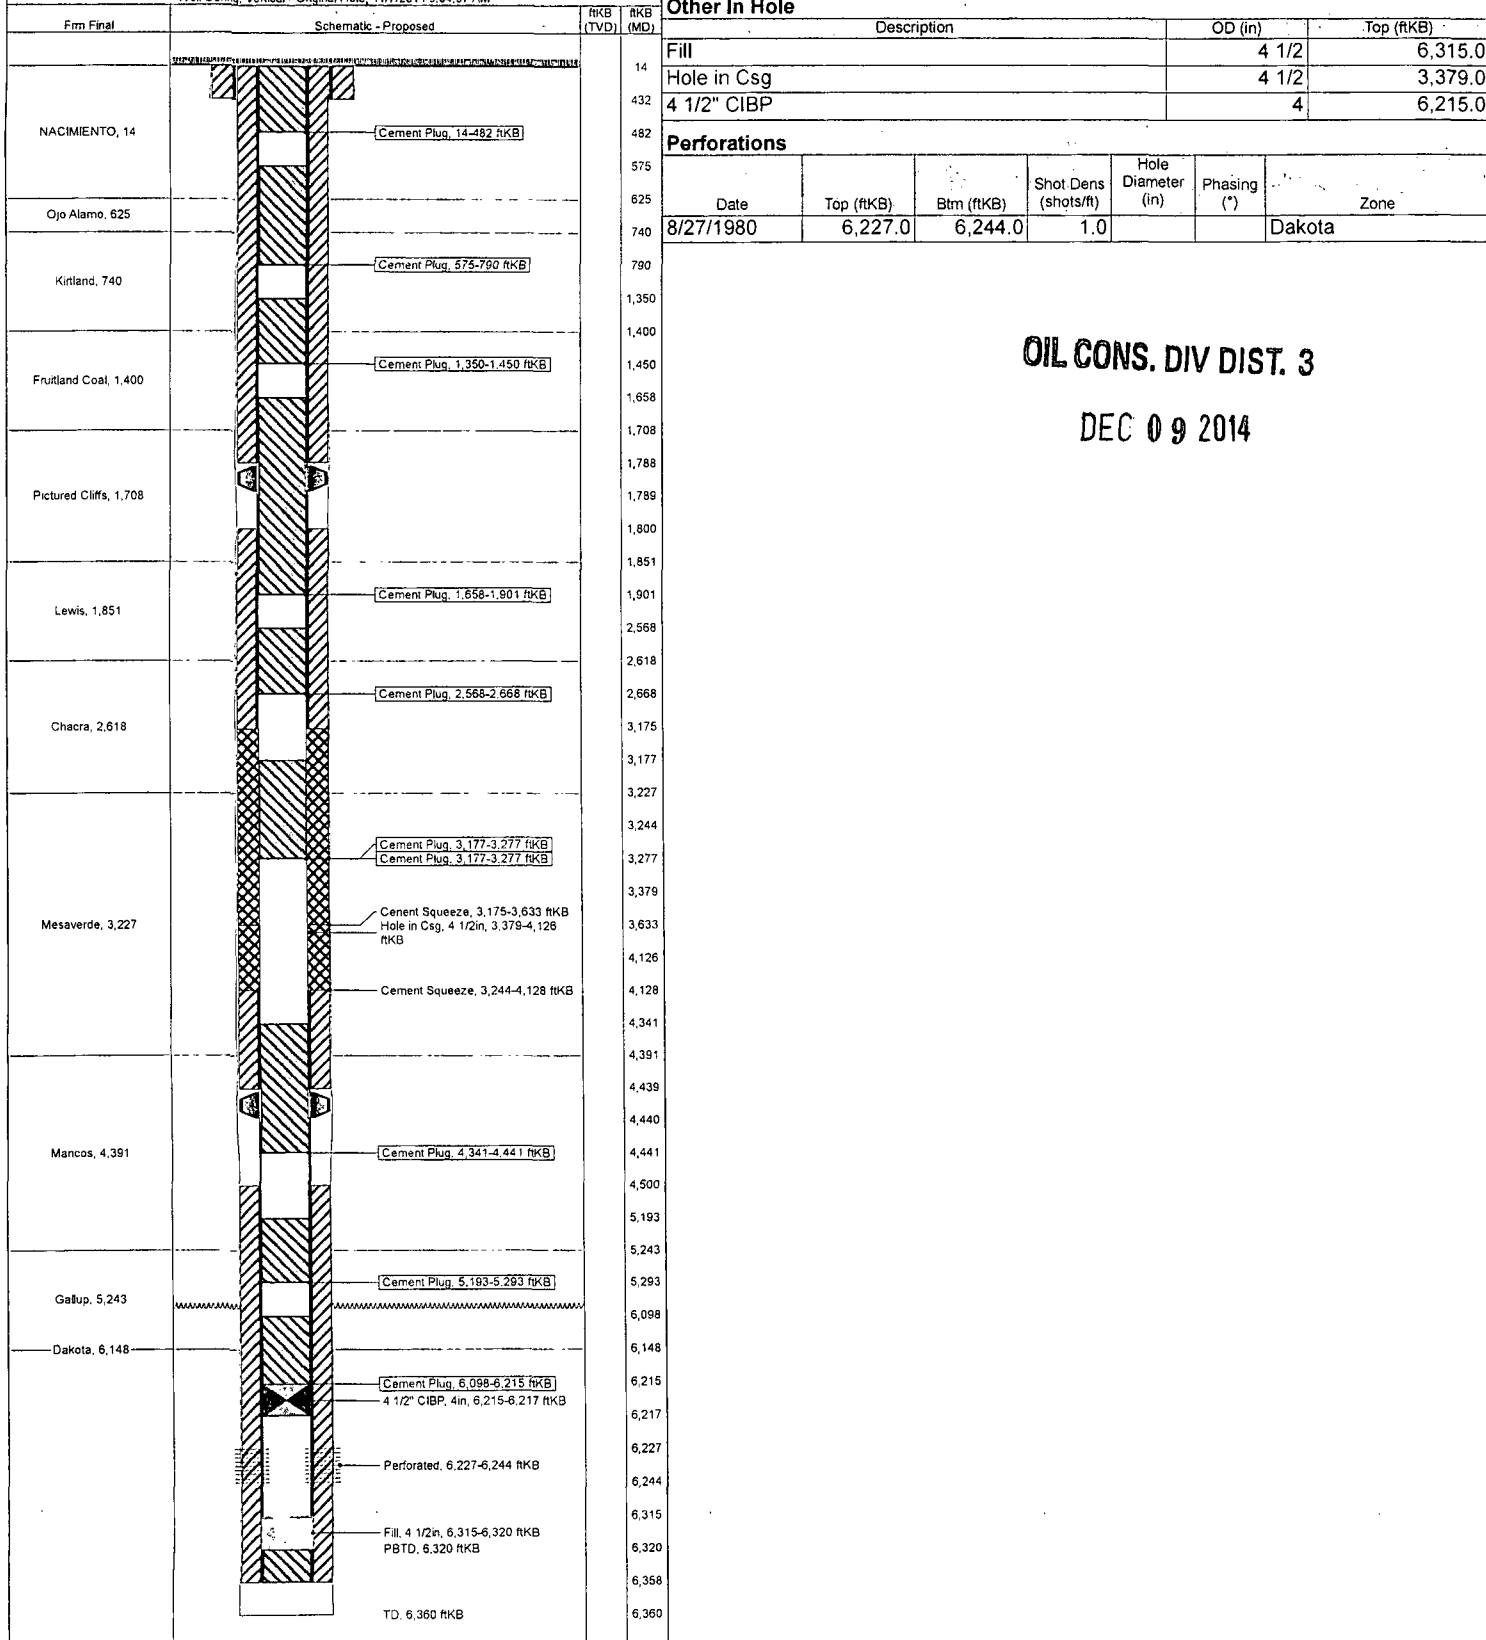 Other In Hole
Frm Final
Schematic - Proposed
ftKB (TVD)
ftKB (MD)
Description OD (in) Top (ftKB)
Fill 4 1/2 6,315.0
Hole in Csg 4 1/2 3,379.0
4 1/2" CIBP 4 6,215.0
Perforations
Date Top (ftKB) Btm (ftKB) Shot Dens (shots/ft) Hole Diameter (in) Phasing (°) Zone
8/27/1980 6,227.0 6,244.0 1.0 Dakota
OIL CONS. DIV DIST. 3
DEC 09 2014
14
432
NACIMIENTO, 14
Cement Plug, 14-482 ftKB
482
575
625
Ojo Alamo, 625
740
Cement Plug, 575-790 ftKB
790
Kirtland, 740
1,350
1,400
Cement Plug, 1,350-1,450 ftKB
1,450
Fruitland Coal, 1,400
1,658
1,708
1,788
Pictured Cliffs, 1,708
1,789
1,800
1,851
Cement Plug, 1,658-1,901 ftKB
1,901
Lewis, 1,851
2,568
2,618
Cement Plug, 2,568-2,668 ftKB
2,668
Chacra, 2,618
3,175
3,177
3,227
3,244
Cement Plug, 3,177-3,277 ftKB
Cement Plug, 3,177-3,277 ftKB
3,277
3,379
Cenent Squeeze, 3,175-3,633 ftKB
Mesaverde, 3,227
Hole in Csg, 4 1/2in, 3,379-4,126
ftKB
3,633
4,126
Cement Squeeze, 3,244-4,128 ftKB
4,128
4,341
4,391
4,439
4,440
Mancos, 4,391
Cement Plug, 4,341-4,441 ftKB
4,441
4,500
5,193
5,243
Cement Plug, 5,193-5,293 ftKB
5,293
Gallup, 5,243
6,098
Dakota, 6,148
6,148
Cement Plug, 6,098-6,215 ftKB
6,215
4 1/2" CIBP, 4in, 6,215-6,217 ftKB
6,217
6,227
Perforated, 6,227-6,244 ftKB
6,244
6,315
Fill, 4 1/2in, 6,315-6,320 ftKB
PBTD, 6,320 ftKB
6,320
6,358
TD, 6,360 ftKB
6,360